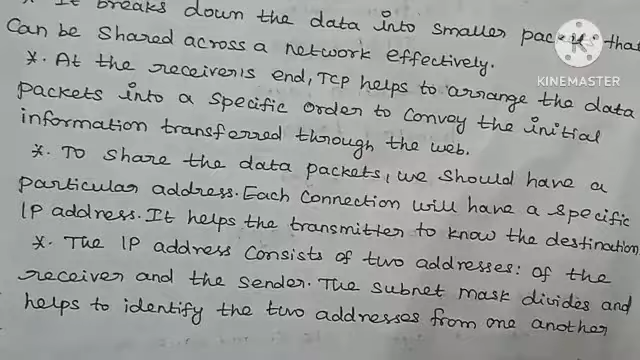 * It breaks down the data into smaller packets that
can be shared across a network effectively.
*. At the receiver's end, TCP helps to arrange the data
packets into a specific order to convay the initial
information transferred through the web.
*. To share the data packets, we should have a
particular address. Each connection will have a specific
IP address. It helps the transmitter to know the destination
*. The IP address consists of two addresses: of the
receiver and the sender. The subnet mask divides and
helps to identify the two addresses from one another
KINEMASTER